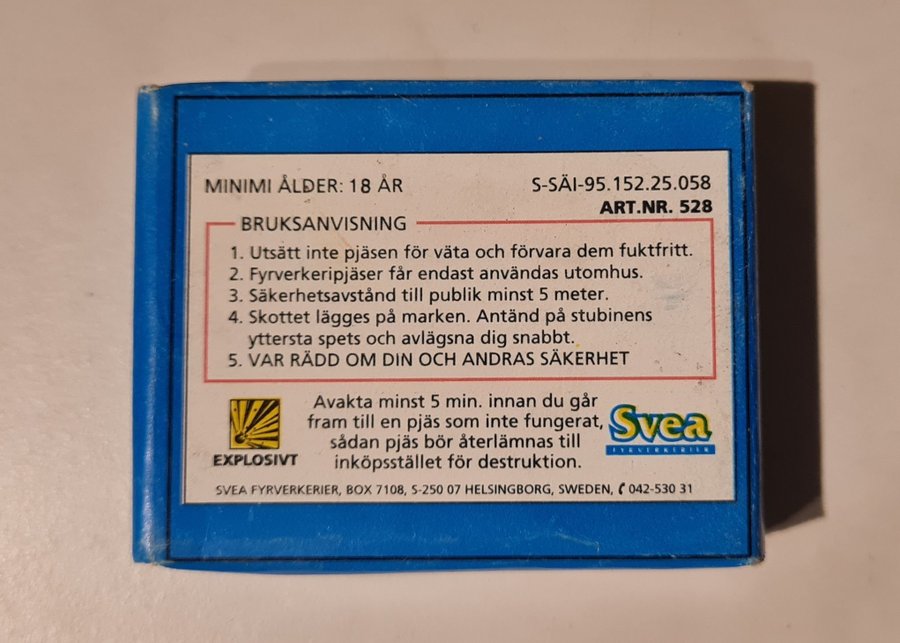 MINIMI ÅLDER: 18 ÅR
S-SÄI-95.152.25.058
ART.NR. 528
BRUKSANVISNING
1. Utsätt inte pjäsen för väta och förvara dem fuktfritt.
2. Fyrverkeripjäser får endast användas utomhus.
3. Säkerhetsavstånd till publik minst 5 meter.
4. Skottet lägges på marken. Antänd på stubinens
yttersta spets och avlägsna dig snabbt.
5. VAR RÄDD OM DIN OCH ANDRAS SÄKERHET
EXPLOSIVT
Avakta minst 5 min. innan du går
fram till en pjäs som inte fungerat,
sådan pjäs bör återlämnas till
inköpsstället för destruktion.
Svea
FYRVERKERIER
SVEA FYRVERKERIER, BOX 7108, S-250 07 HELSINGBORG, SWEDEN, ✆ 042-530 31